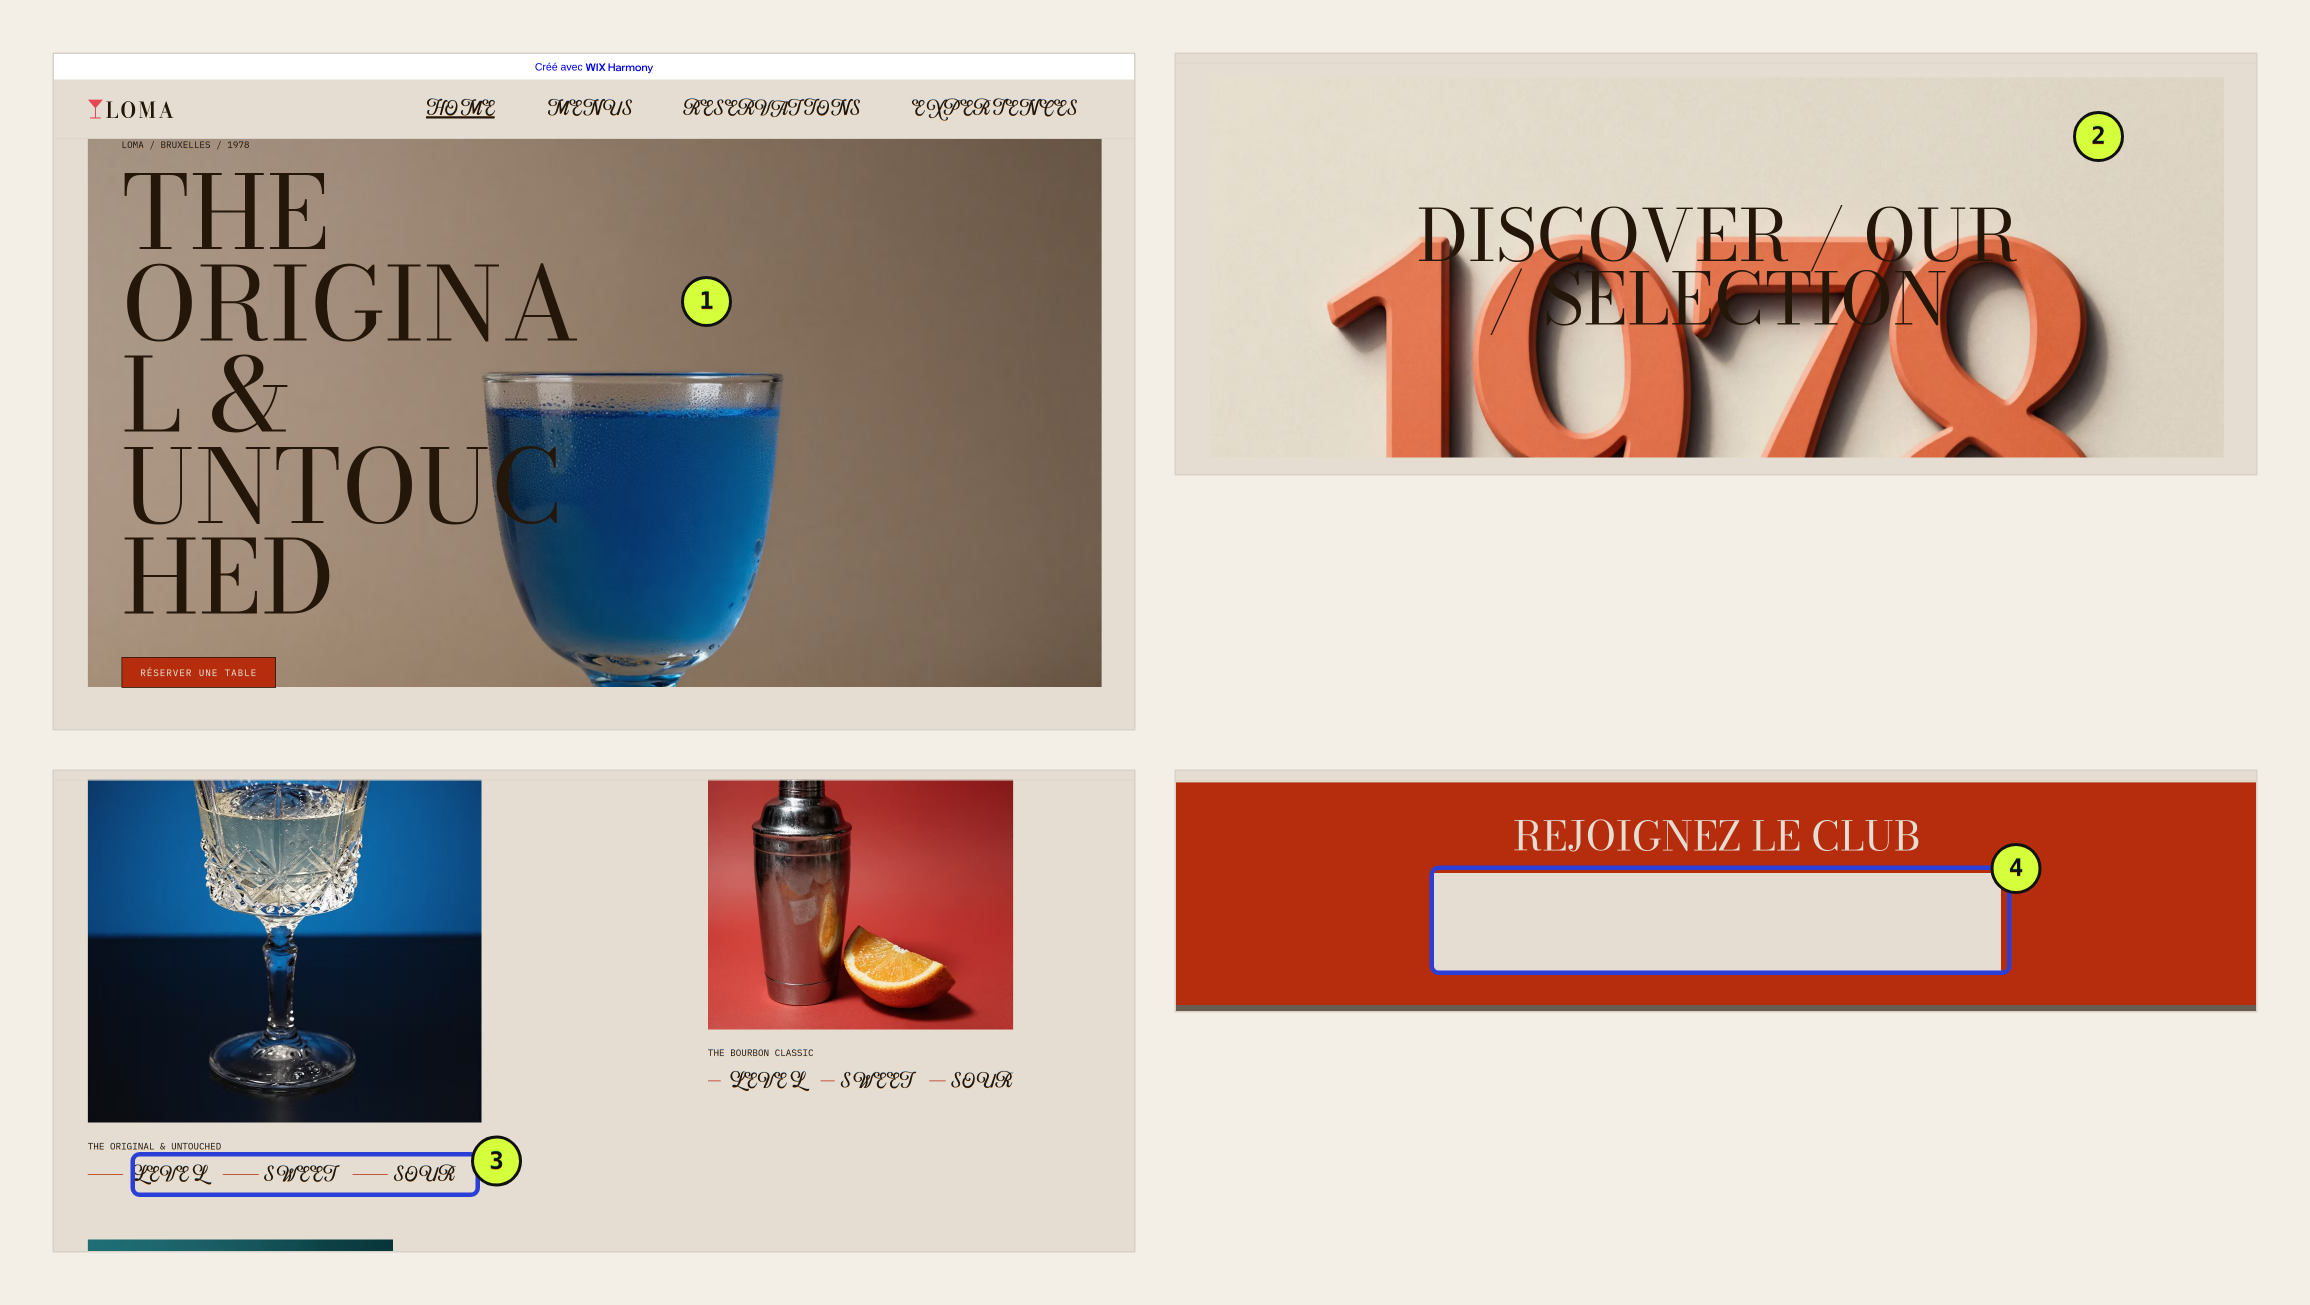 Créé avec WIX Harmony
LOMA
HOME MENUS RESERVATIONS EXPERIENCES
LOMA / BRUXELLES / 1978
THE
ORIGINA
L &
UNTOUC
HED
RÉSERVER UNE TABLE
1
2
DISCOVER / OUR
/ SELECTION
1978
THE BOURBON CLASSIC
— LEVEL — SWEET — SOUR
THE ORIGINAL & UNTOUCHED
— LEVEL — SWEET — SOUR
3
REJOIGNEZ LE CLUB
4